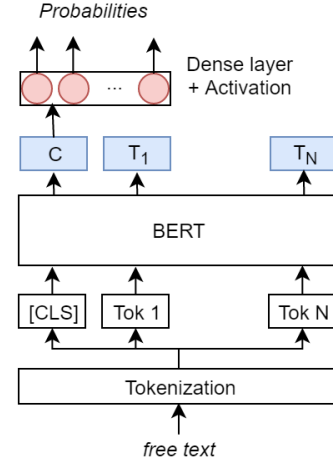 Probabilities
Dense layer
+ Activation
...
C
T1
TN
BERT
[CLS]
Tok 1
Tok N
Tokenization
free text